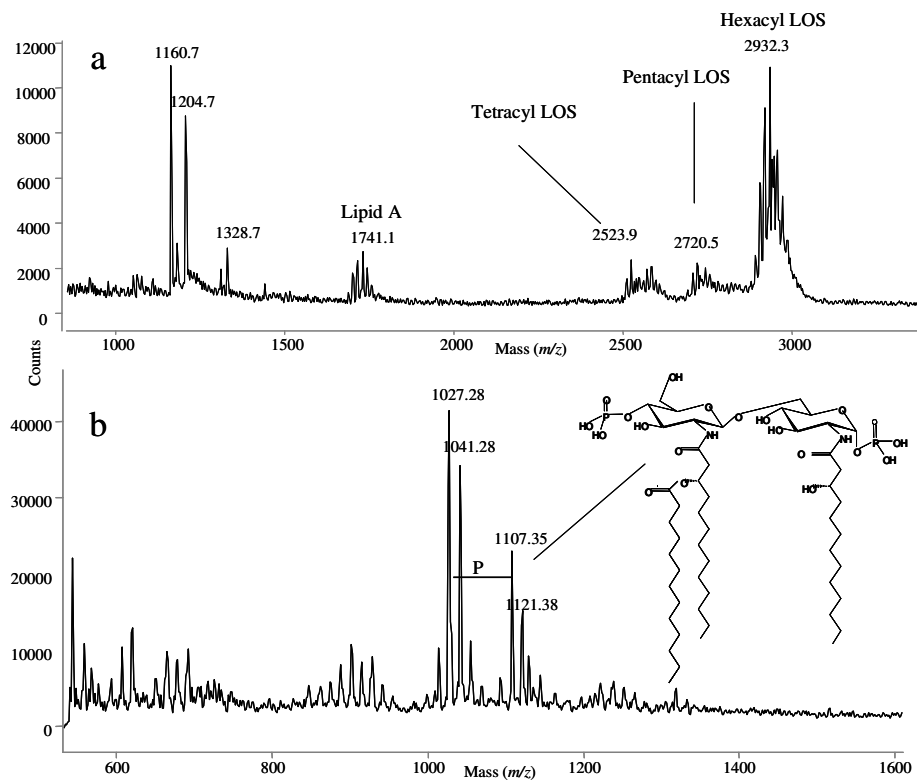 a
Hexacyl LOS
2932.3
Pentacyl LOS
Tetracyl LOS
12000
10000
8000
6000
4000
2000
0
1160.7
1204.7
1328.7
Lipid A
1741.1
2523.9
2720.5
1000
1500
2000
2500
3000
Mass (m/z)
Counts
b
40000
30000
20000
10000
0
1027.28
1041.28
1107.35
P
1121.38
OH
O
HO
P
HO
O
HO
O
O
NH
O
O
O
HO
HO
O
NH
O
HO
O
O
P
OH
OH
600
800
1000
1200
1400
1600
Mass (m/z)